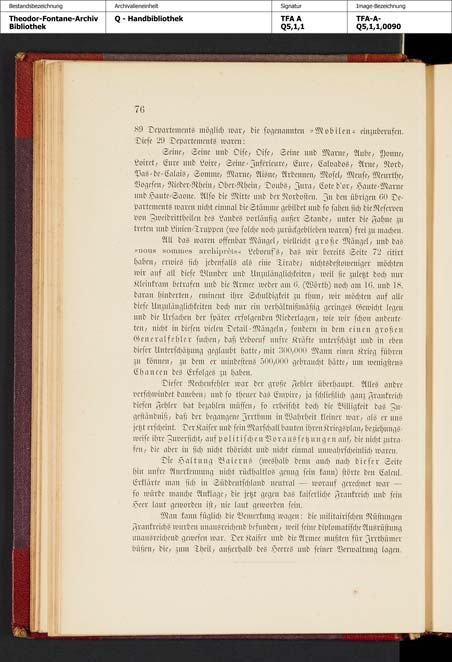 Bestandsbezeichnung
Archivalieneinheit
Signatur
Image-Bezeichnung
Theodor-Fontane-Archiv
Bibliothek
Q - Handbibliothek
TFA A
Q5,1,1
TFA-A-
Q5,1,1,0090
76
89 Departements möglich war, die sogenannten »Mobilen« einzuberufen.
Diese 29 Departements waren:
Seine, Seine und Oise, Oise, Seine und Marne, Aube, Yonne,
Loiret, Eure und Loire, Seine-Inférieure, Eure, Calvados, Arne, Nord,
Pas-de-Calais, Somme, Marne, Aisne, Ardennen, Mosel, Meuse, Meurthe,
Vogesen, Nieder-Rhein, Ober-Rhein, Doubs, Jura, Cote d'or, Haute-Marne
und Haute-Saone. Also die Mitte und der Nordosten. In den übrigen 60 De-
partements waren nicht einmal die Stämme gebildet und so sahen sich die Reserven
von Zweidrittheilen des Landes vorläufig außer Stande, unter die Fahne zu
treten und Linien-Truppen (wo solche noch zurückgeblieben waren) frei zu machen.
All das waren offenbar Mängel, vielleicht große Mängel, und das
»nous sommes archiprêts« Leboeuf's, das wir bereits Seite 72 citirt
haben, erwies sich jedenfalls als eine Tirade; nichtsdestoweniger möchten
wir auf all diese Blunder und Unzulänglichkeiten, weil sie zuletzt doch nur
Kleinkram betrafen und die Armee weder am 6. (Wörth) noch am 16. und 18.
daran hinderten, eminent ihre Schuldigkeit zu thun, wir möchten auf alle
diese Unzulänglichkeiten doch nur ein verhältnißmäßig geringes Gewicht legen
und die Ursachen der später erfolgenden Niederlagen, wie wir schon andeute-
ten, nicht in diesen vielen Detail-Mängeln, sondern in dem einen großen
Generalfehler suchen, daß Leboeuf unsre Kräfte unterschätzt und in eben
dieser Unterschätzung geglaubt hatte, mit 300,000 Mann einen Krieg führen
zu können, zu dem er mindestens 500,000 gebraucht hätte, um wenigstens
Chancen des Erfolges zu haben.
Dieser Rechenfehler war der große Fehler überhaupt. Alles andre
verschwindet daneben; und so theuer das Empire, ja schließlich ganz Frankreich
diesen Fehler hat bezahlen müssen, so erheischt doch die Billigkeit das Zu-
geständniß, daß der begangene Irrthum in Wahrheit kleiner war, als er uns
jetzt erscheint. Der Kaiser und sein Marschall bauten ihren Kriegsplan, beziehungs-
weise ihre Zuversicht, auf politischen Voraussetzungen auf, die nicht zutra-
fen, die aber in sich nicht thöricht und nicht einmal unwahrscheinlich waren.
Die Haltung Baierns (weshalb denn auch nach dieser Seite
hin unsre Anerkennung nicht rückhaltlos genug sein kann) störte den Calcul.
Erklärte man sich in Süddeutschland neutral — worauf gerechnet war —
so würde manche Anklage, die jetzt gegen das kaiserliche Frankreich und sein
Heer laut geworden ist, nie laut geworden sein.
Man kann füglich die Bemerkung wagen: die militairischen Rüstungen
Frankreichs wurden unausreichend befunden, weil seine diplomatische Ausrüstung
unausreichend gewesen war. Der Kaiser und die Armee mußten für Irrthümer
büßen, die, zum Theil, außerhalb des Heeres und seiner Verwaltung lagen.